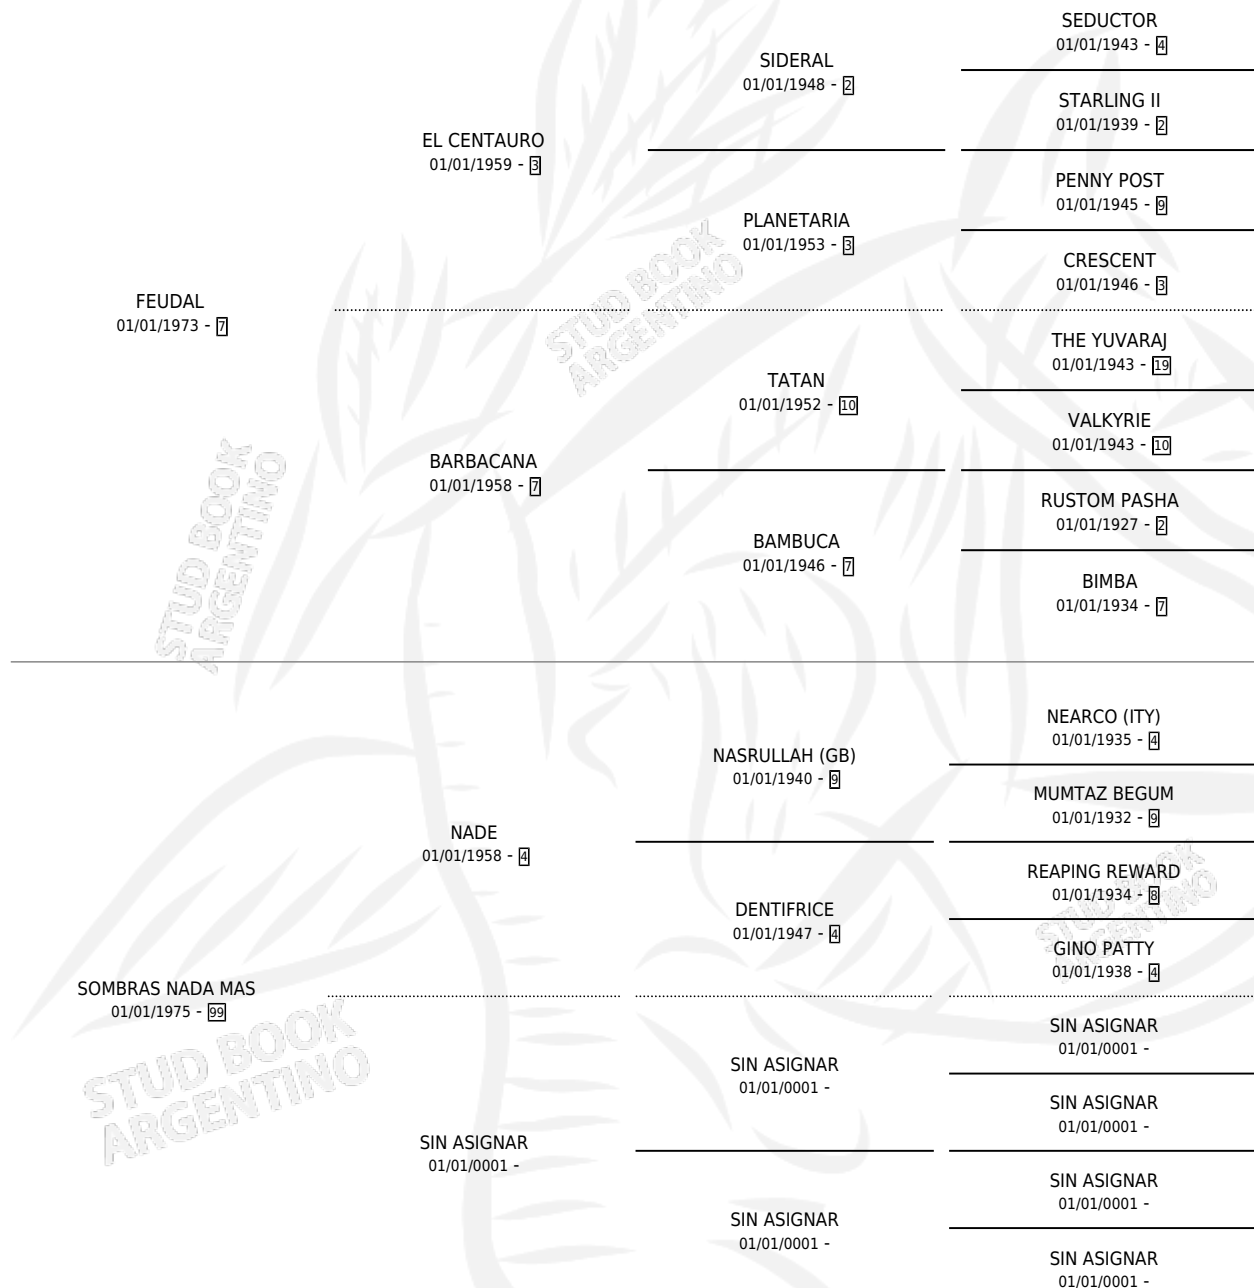 SEDUCTOR
01/01/1943 - 4
SIDERAL
01/01/1948 - 2
STARLING II
01/01/1939 - 2
EL CENTAURO
01/01/1959 - 3
PENNY POST
01/01/1945 - 9
PLANETARIA
01/01/1953 - 3
CRESCENT
01/01/1946 - 3
FEUDAL
01/01/1973 - 7
THE YUVARAJ
01/01/1943 - 19
TATAN
01/01/1952 - 10
VALKYRIE
01/01/1943 - 10
BARBACANA
01/01/1958 - 7
RUSTOM PASHA
01/01/1927 - 2
BAMBUCA
01/01/1946 - 7
BIMBA
01/01/1934 - 7
STUD BOOK
ARGENTINO
STUD BOOK
ARGENTINO
NEARCO (ITY)
01/01/1935 - 4
NASRULLAH (GB)
01/01/1940 - 9
MUMTAZ BEGUM
01/01/1932 - 9
NADE
01/01/1958 - 4
REAPING REWARD
01/01/1934 - 8
DENTIFRICE
01/01/1947 - 4
GINO PATTY
01/01/1938 - 4
SOMBRAS NADA MAS
01/01/1975 - 99
SIN ASIGNAR
01/01/0001 -
SIN ASIGNAR
01/01/0001 -
SIN ASIGNAR
01/01/0001 -
SIN ASIGNAR
01/01/0001 -
SIN ASIGNAR
01/01/0001 -
SIN ASIGNAR
01/01/0001 -
SIN ASIGNAR
01/01/0001 -
STUD BOOK
ARGENTINO
STUD BOOK
ARGENTINO